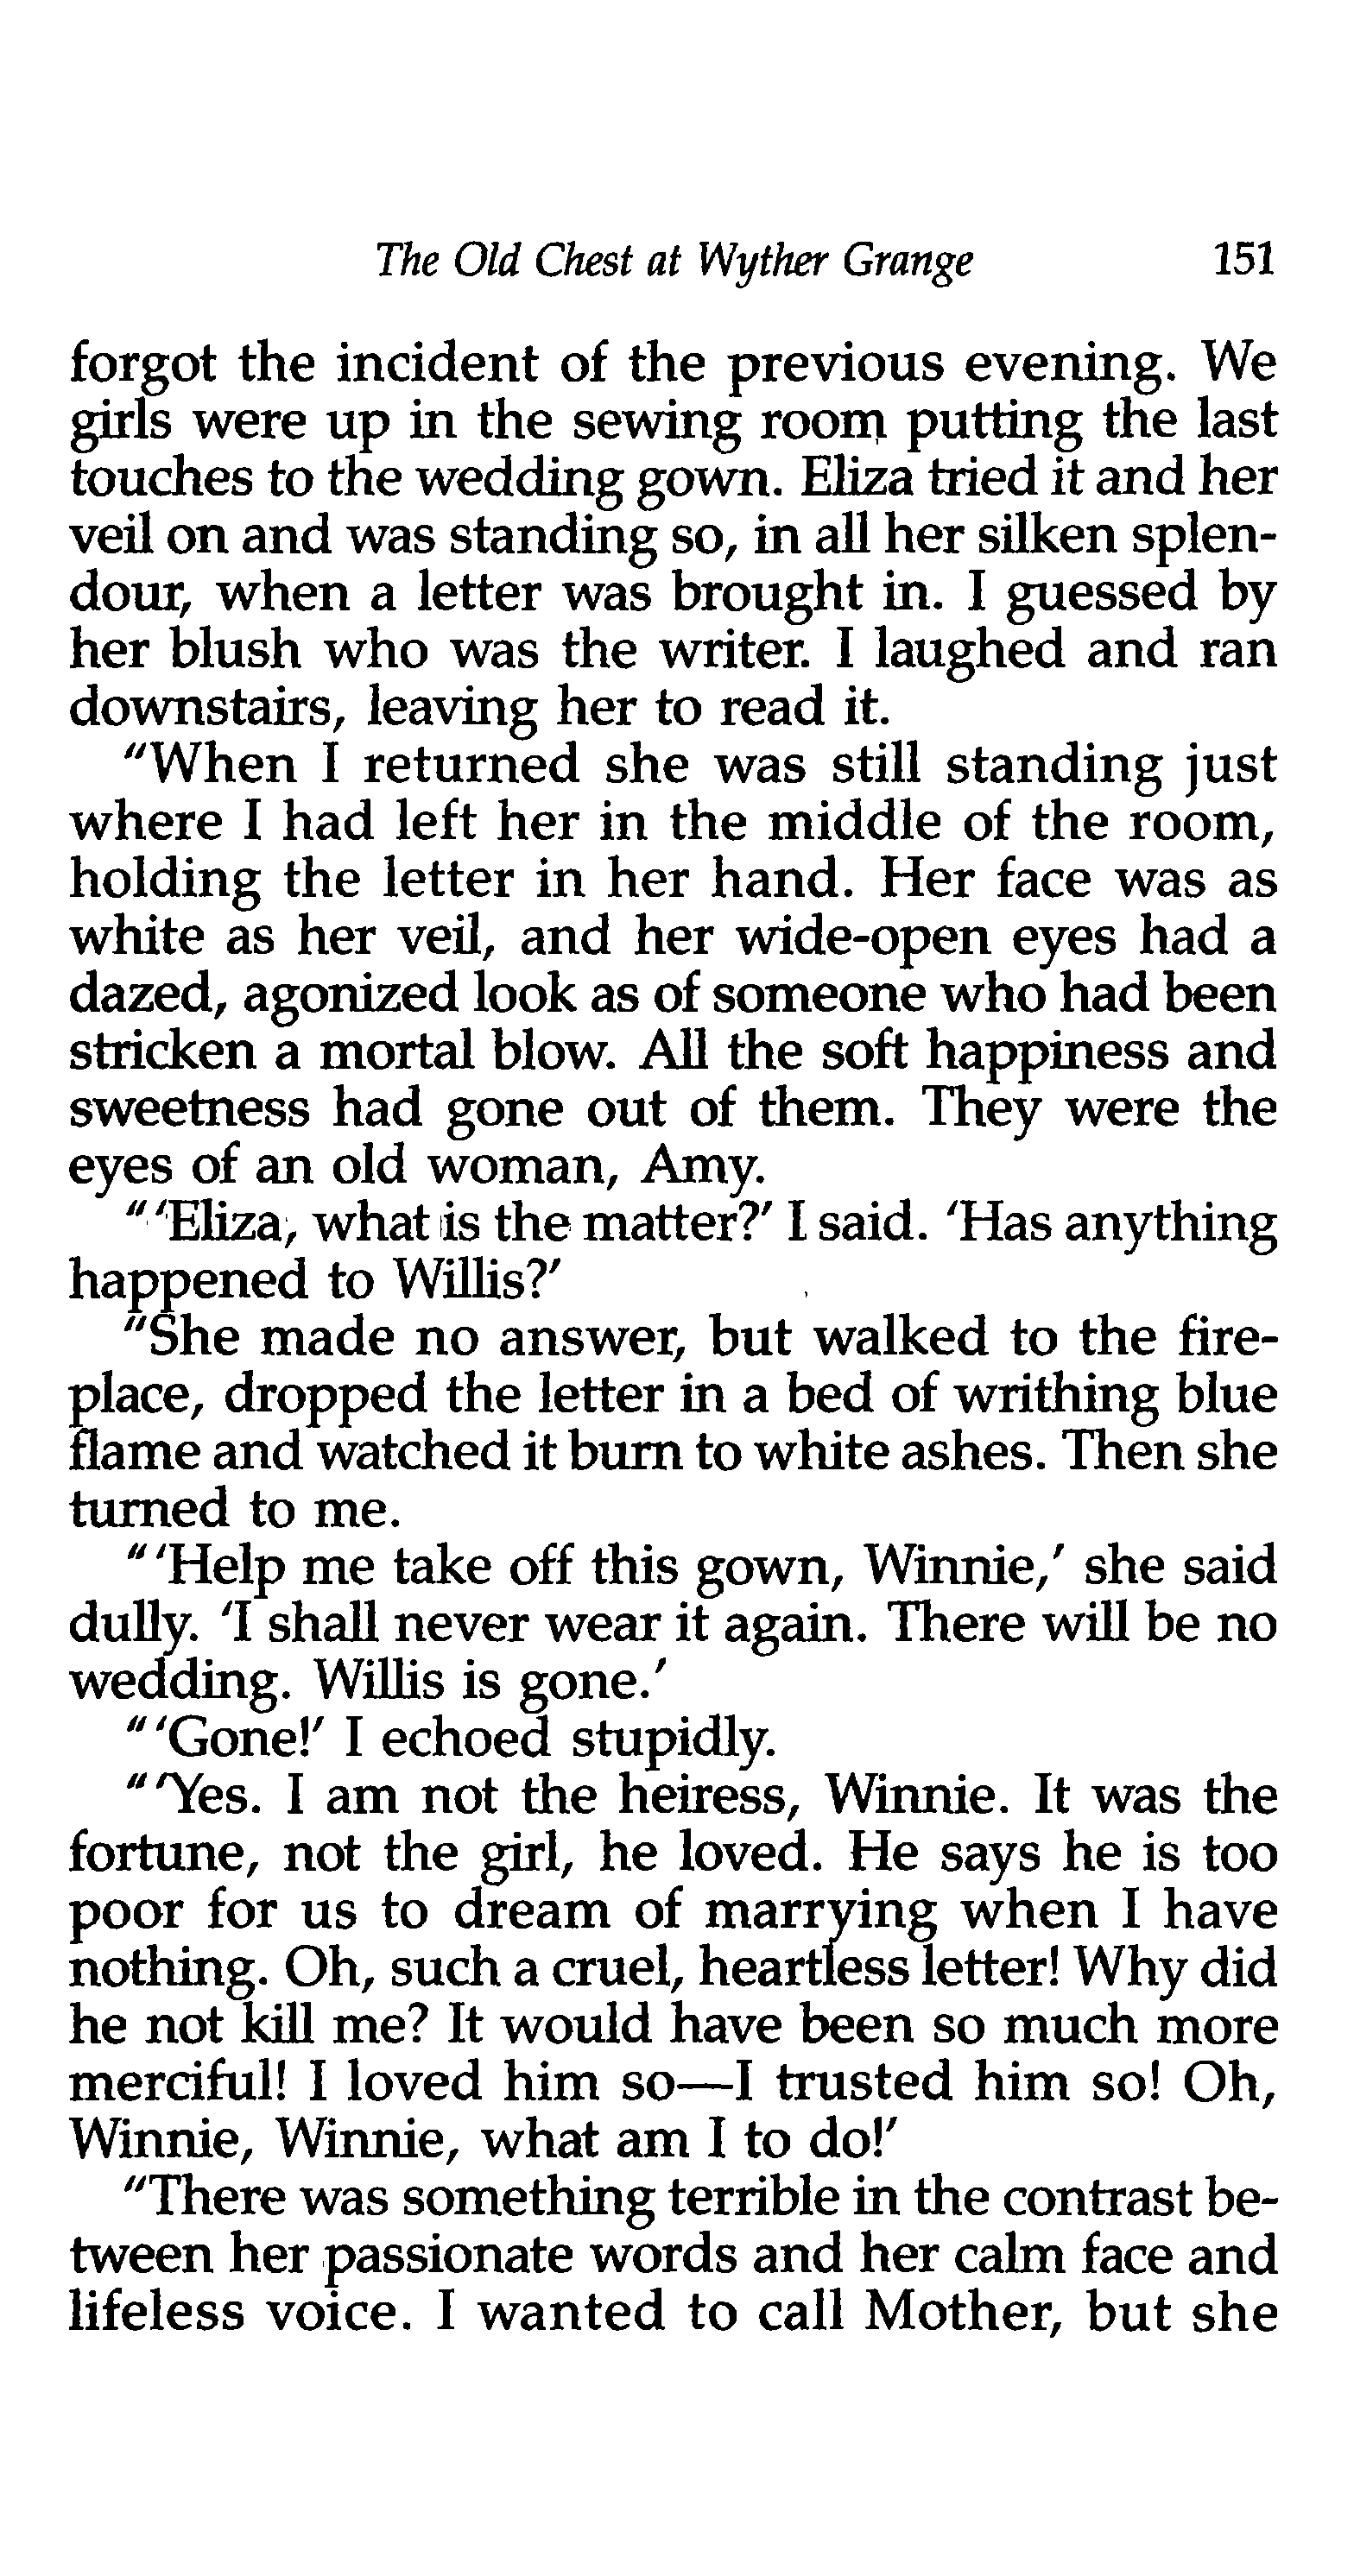 The Old Chest at Wyther Grange 151
forgot the incident of the previous evening. We
girls were up in the sewing room putting the last
touches to the wedding gown. Eliza tried it and her
veil on and was standing so, in all her silken splen-
dour, when a letter was brought in. I guessed by
her blush who was the writer. I laughed and ran
downstairs, leaving her to read it.
"When I returned she was still standing just
where I had left her in the middle of the room,
holding the letter in her hand. Her face was as
white as her veil, and her wide-open eyes had a
dazed, agonized look as of someone who had been
stricken a mortal blow. All the soft happiness and
sweetness had gone out of them. They were the
eyes of an old woman, Amy.
"'Eliza, what is the matter?' I said. 'Has anything
happened to Willis?'
"She made no answer, but walked to the fire-
place, dropped the letter in a bed of writhing blue
flame and watched it burn to white ashes. Then she
turned to me.
"'Help me take off this gown, Winnie,' she said
dully. 'I shall never wear it again. There will be no
wedding. Willis is gone.'
"'Gone!' I echoed stupidly.
"'Yes. I am not the heiress, Winnie. It was the
fortune, not the girl, he loved. He says he is too
poor for us to dream of marrying when I have
nothing. Oh, such a cruel, heartless letter! Why did
he not kill me? It would have been so much more
merciful! I loved him so—I trusted him so! Oh,
Winnie, Winnie, what am I to do!'
"There was something terrible in the contrast be-
tween her passionate words and her calm face and
lifeless voice. I wanted to call Mother, but she